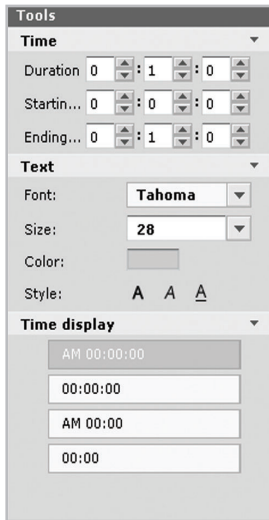 Tools
Time
Duration 0 : 1 : 0
Startin... 0 : 0 : 0
Ending... 0 : 1 : 0
Text
Font: Tahoma
Size: 28
Color:
Style: A A A
Time display
AM 00:00:00
00:00:00
AM 00:00
00:00